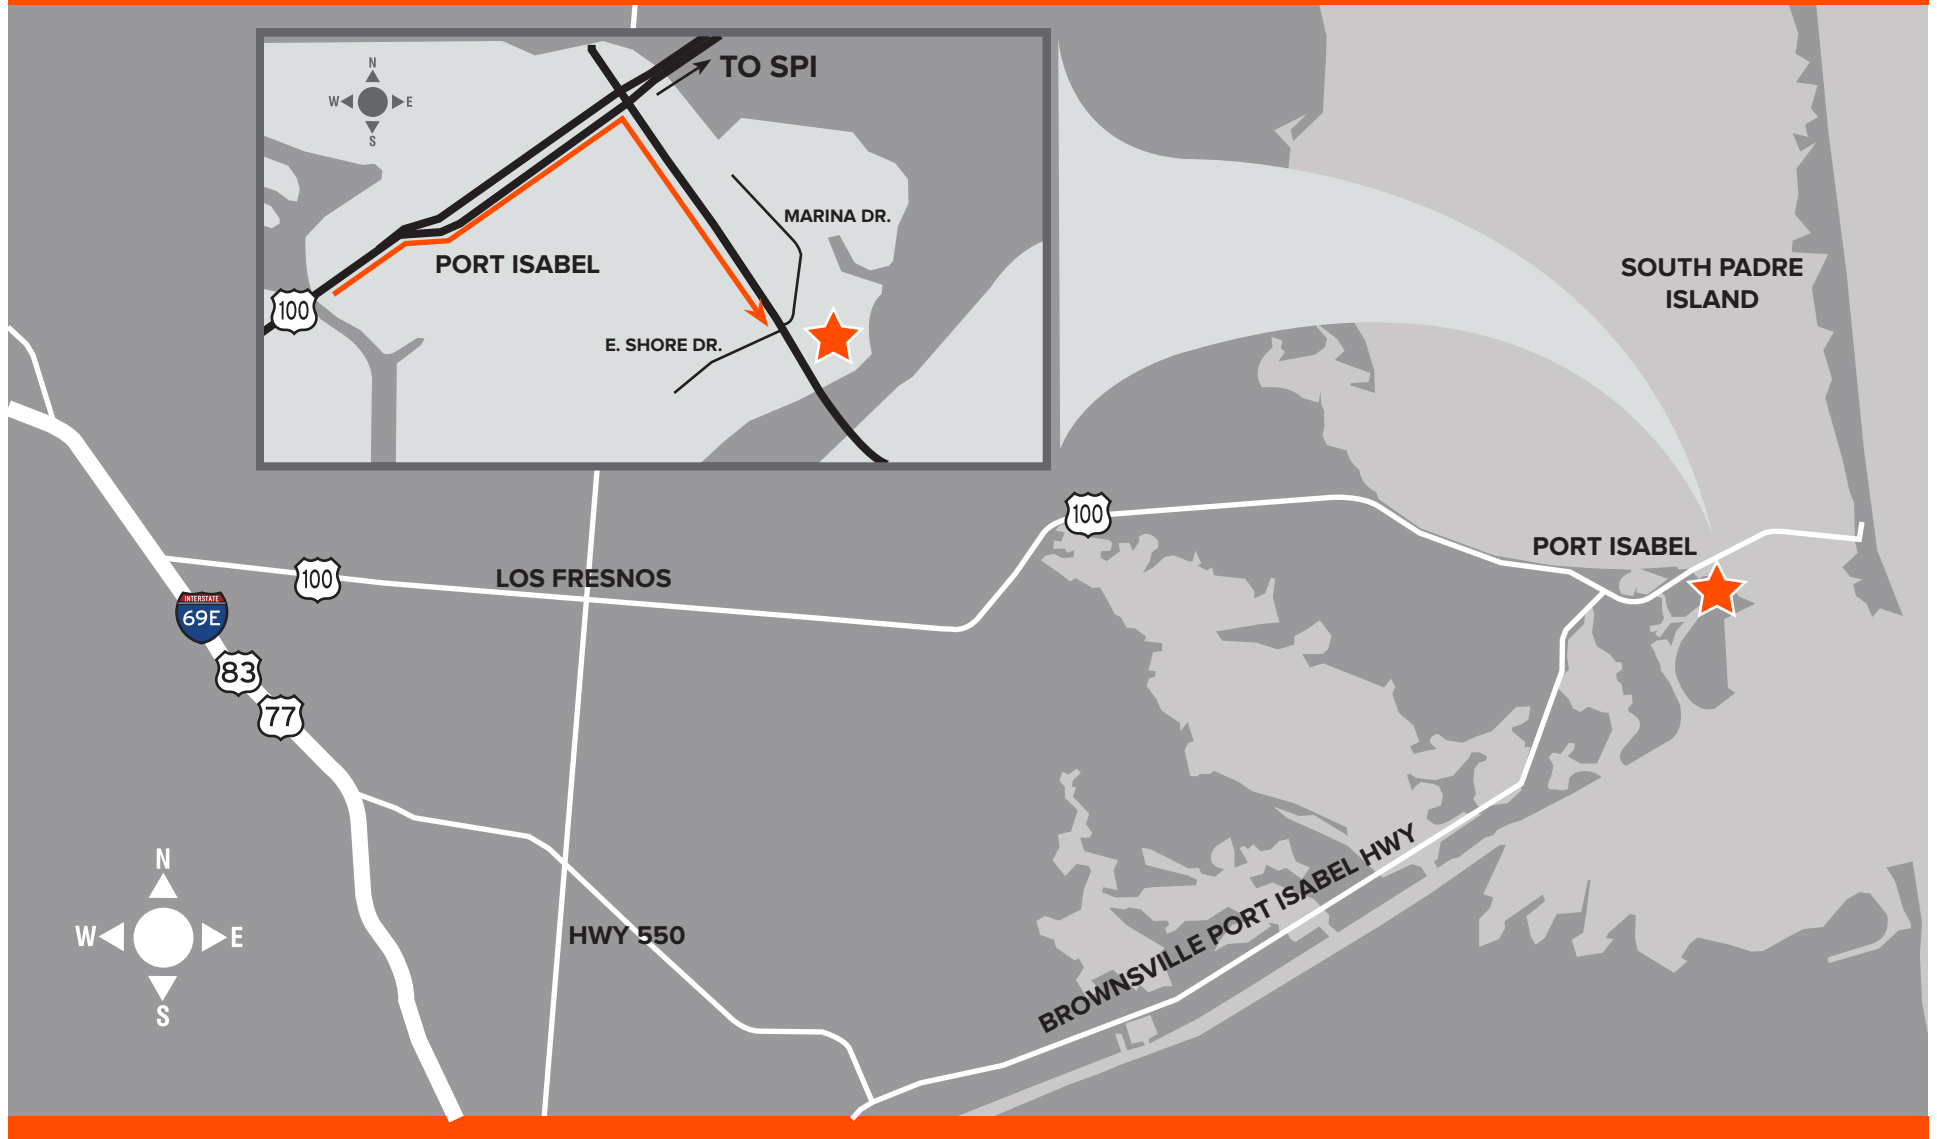 N
W
E
S
TO SPI
MARINA DR.
PORT ISABEL
100
E. SHORE DR.
SOUTH PADRE
ISLAND
100
PORT ISABEL
100
LOS FRESNOS
INTERSTATE
69E
83
77
BROWNSVILLE PORT ISABEL HWY
HWY 550
N
W
E
S